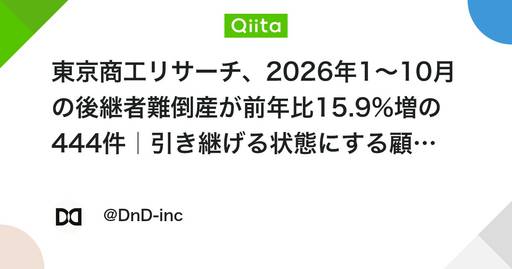 Qiita
東京商工リサーチ、2026年1〜10月
の後継者難倒産が前年比15.9%増の
444件｜引き継げる状態にする顧…
@DnD-inc